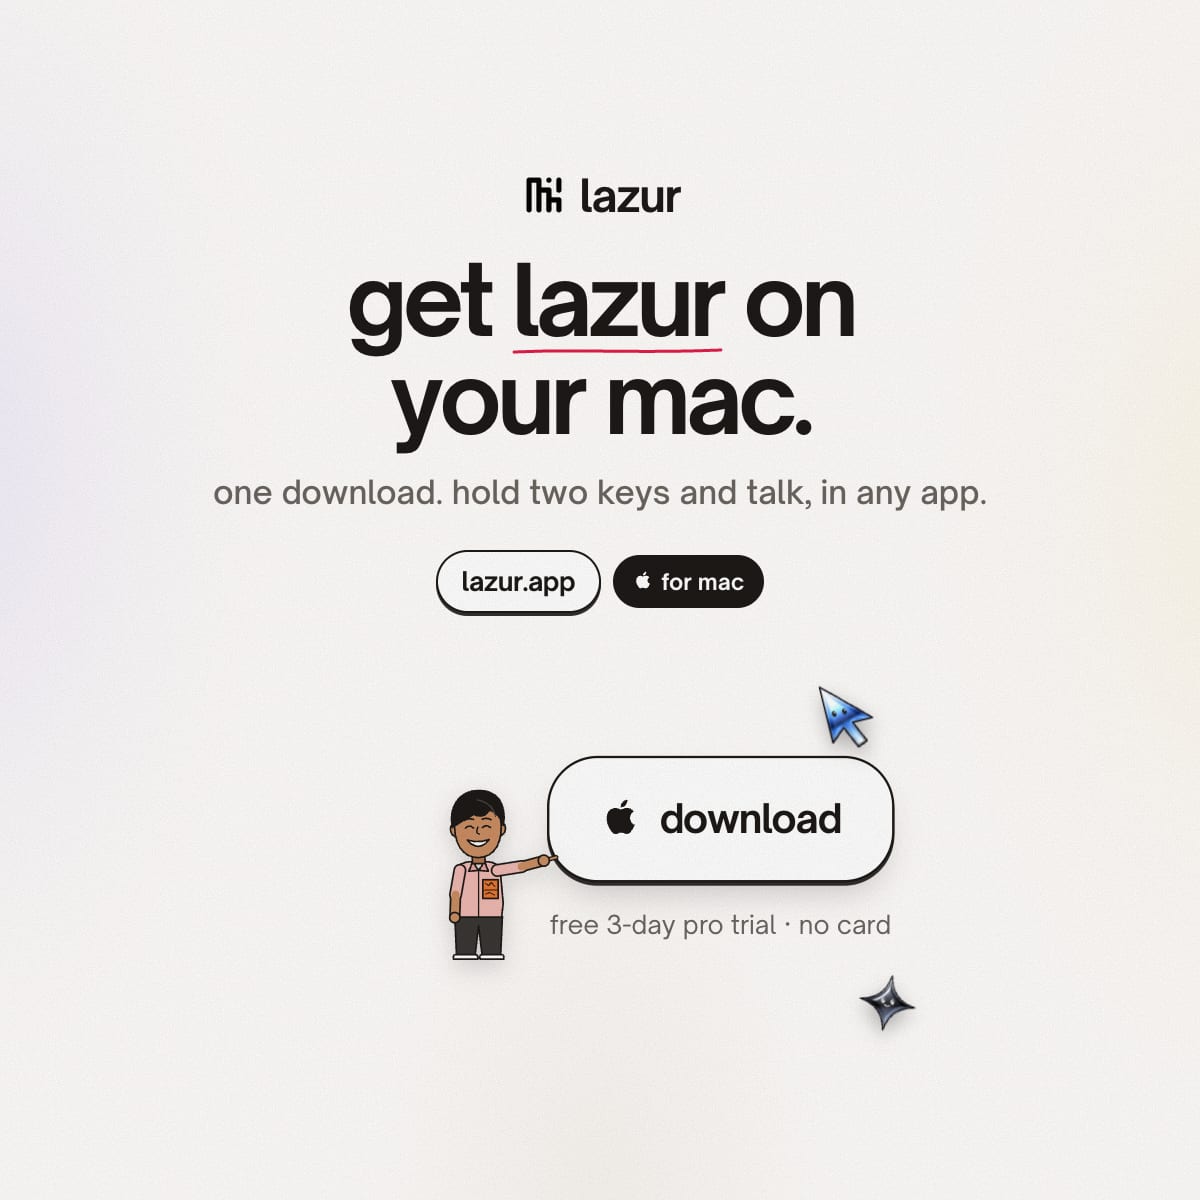 lazur
get lazur on
your mac.
one download. hold two keys and talk, in any app.
lazur.app
for mac
download
free 3-day pro trial · no card